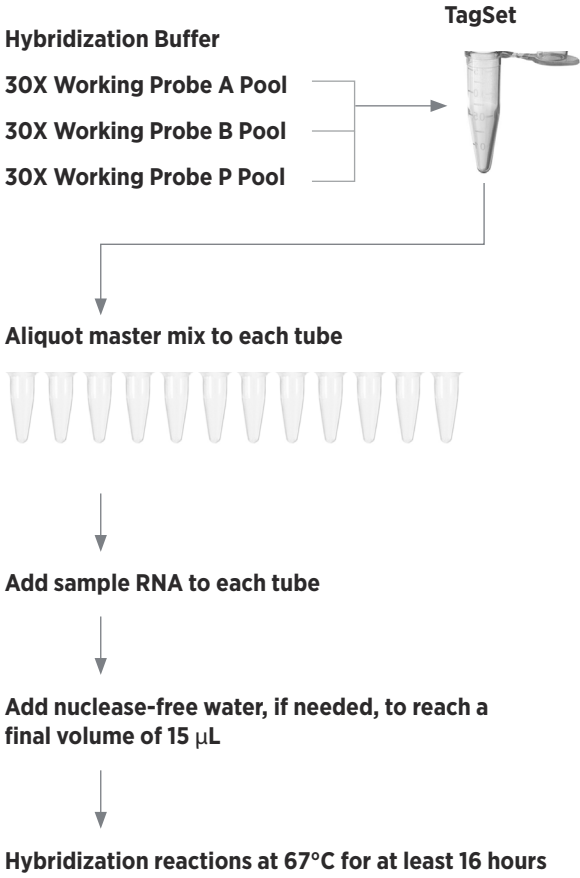 TagSet
Hybridization Buffer
30X Working Probe A Pool
30X Working Probe B Pool
30X Working Probe P Pool
Aliquot master mix to each tube
Add sample RNA to each tube
Add nuclease-free water, if needed, to reach a
final volume of 15 µL
Hybridization reactions at 67°C for at least 16 hours